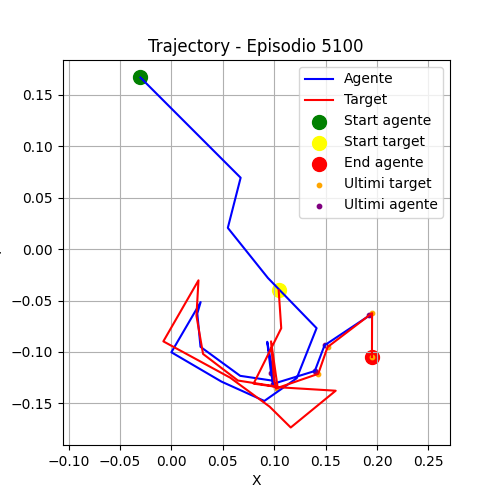 Trajectory - Episodio 5100
Agente
Target
Start agente
Start target
End agente
Ultimi target
Ultimi agente
0.15
0.10
0.05
0.00
−0.05
−0.10
−0.15
−0.10 −0.05 0.00 0.05 0.10 0.15 0.20 0.25
X